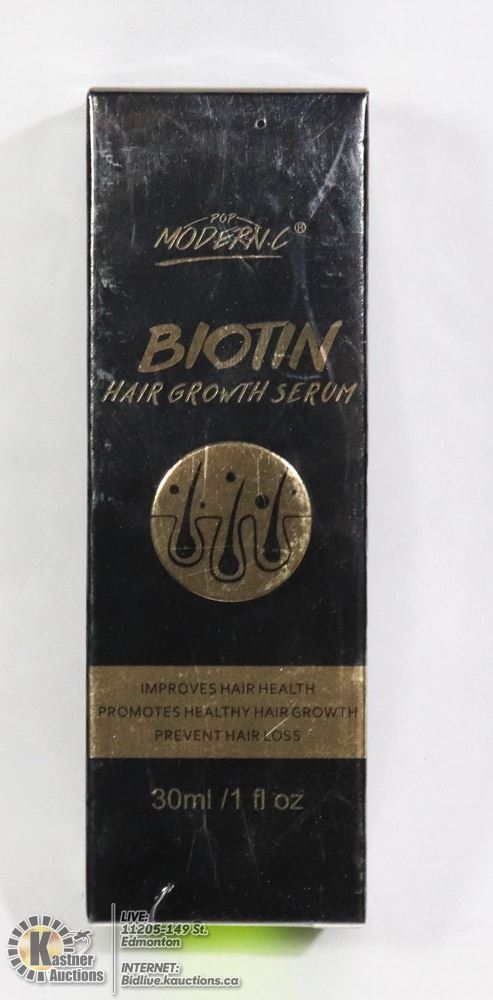 POP
MODERN.C®
BIOTIN
HAIR GROWTH SERUM
IMPROVES HAIR HEALTH
PROMOTES HEALTHY HAIR GROWTH
PREVENT HAIR LOSS
30ml /1 fl oz
Kastner
Auctions
LIVE:
11205-149 St.
Edmonton
INTERNET:
Bidlive.kauctions.ca